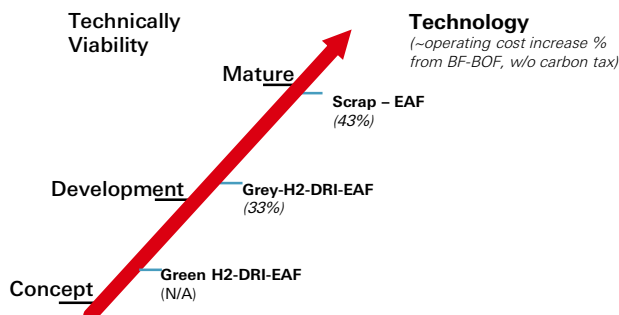 Technically
Viability
Technology
(~operating cost increase %
from BF-BOF, w/o carbon tax)
Mature
Scrap – EAF
(43%)
Development
Grey-H2-DRI-EAF
(33%)
Green H2-DRI-EAF
(N/A)
Concept